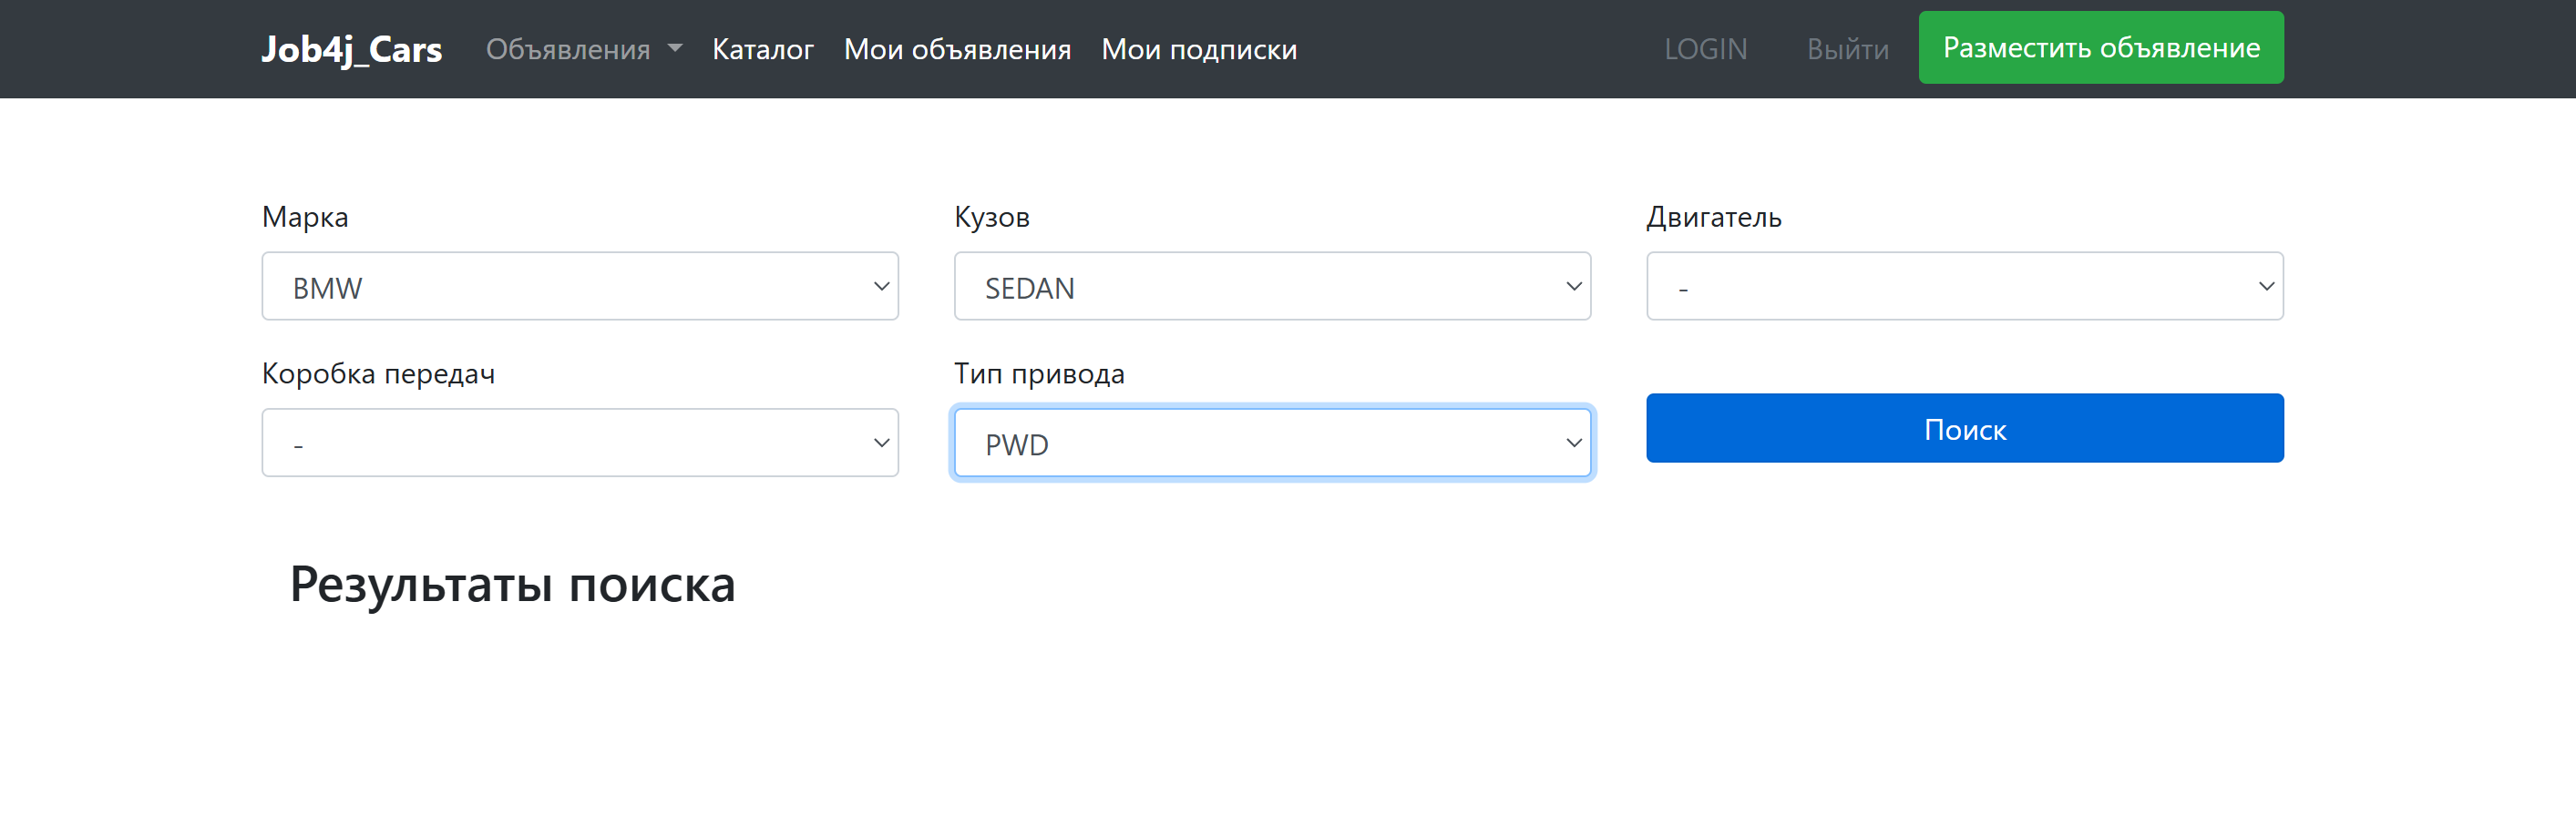 Job4j_Cars Объявления Каталог Мои объявления Мои подписки LOGIN Выйти Разместить объявление
Марка Кузов Двигатель
BMW SEDAN -
Коробка передач Тип привода
- PWD Поиск
Результаты поиска